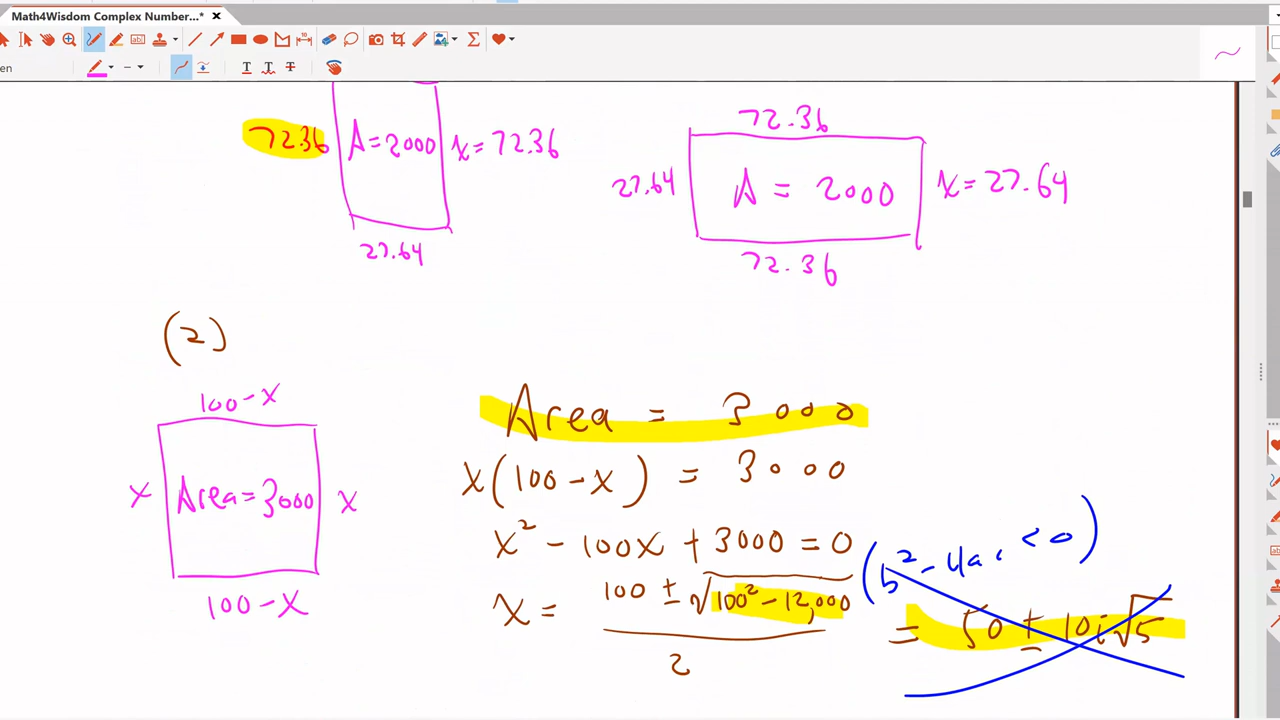 Math4Wisdom Complex Number...*
en
72.36
A = 2000
x = 72.36
27.64
72.36
27.64
A = 2000
x = 27.64
72.36
(2)
100 - x
x
Area = 3000
x
100 - x
Area = 3000
x(100 - x) = 3000
x² - 100x + 3000 = 0
(b² - 4ac < 0)
x = (100 ± √(100² - 12,000)) / 2
= 50 ± 10i√5